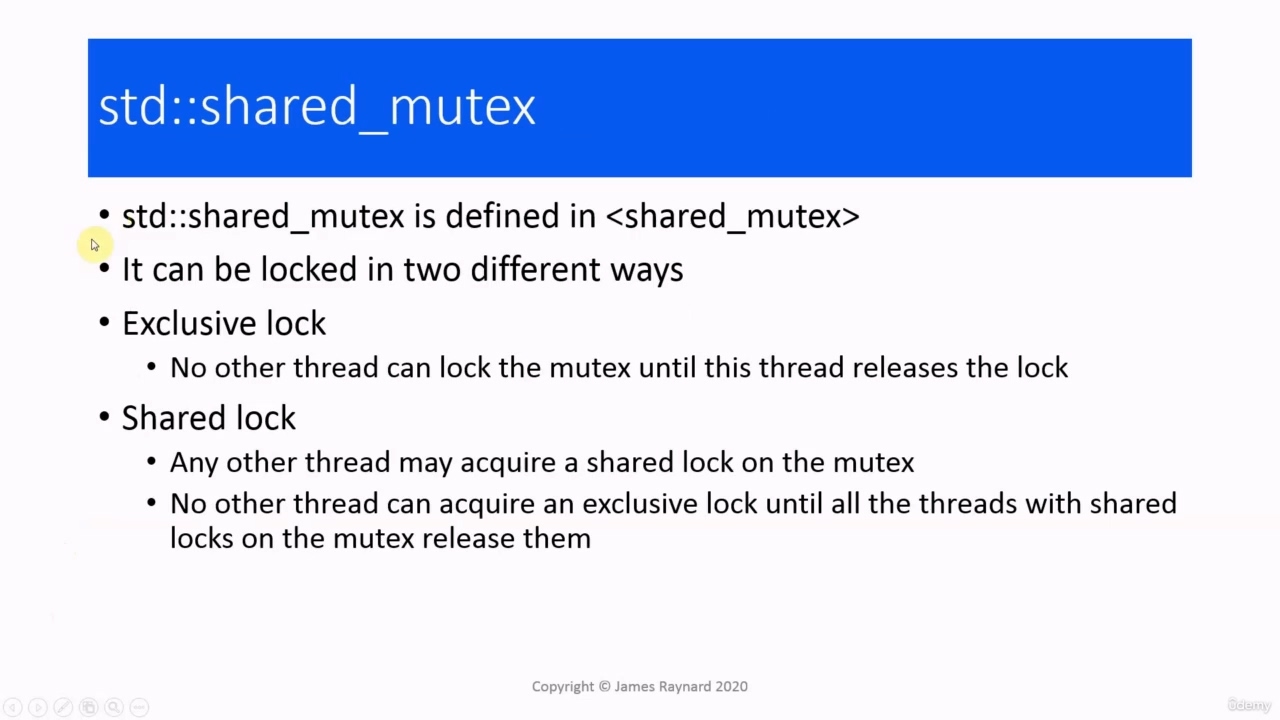 std::shared_mutex
• std::shared_mutex is defined in <shared_mutex>
• It can be locked in two different ways
• Exclusive lock
• No other thread can lock the mutex until this thread releases the lock
• Shared lock
• Any other thread may acquire a shared lock on the mutex
• No other thread can acquire an exclusive lock until all the threads with shared
locks on the mutex release them
Copyright © James Raynard 2020
ûdemy